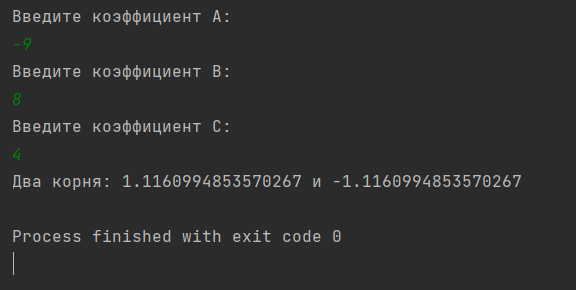 Введите коэффициент A:
-9
Введите коэффициент B:
8
Введите коэффициент C:
4
Два корня: 1.1160994853570267 и -1.1160994853570267
Process finished with exit code 0